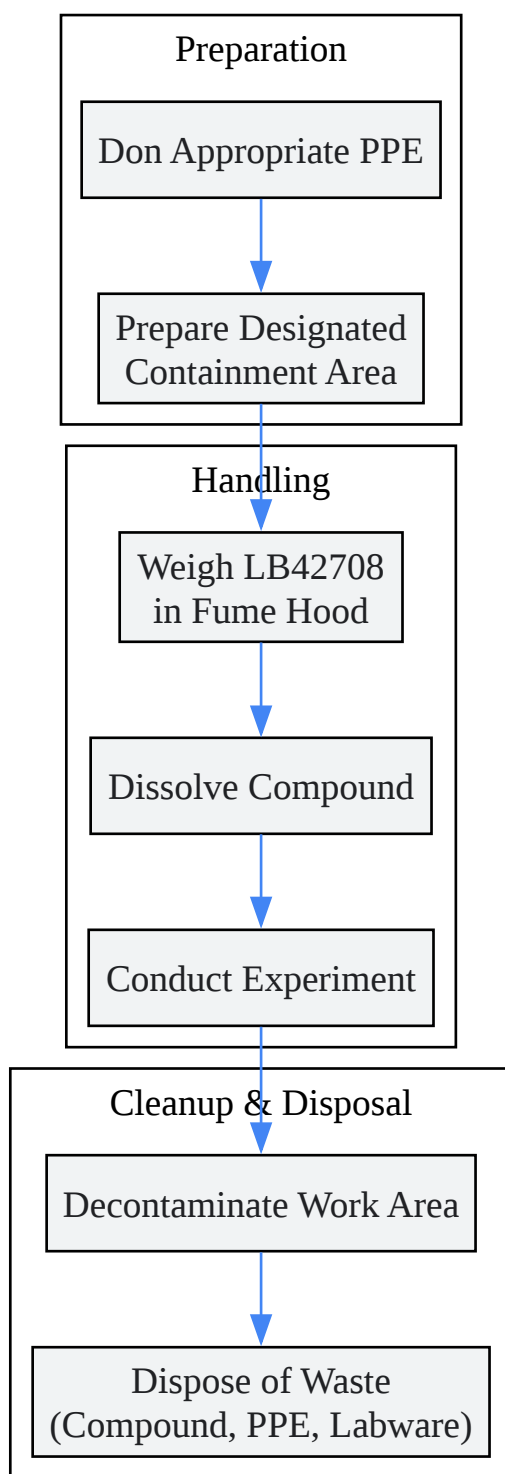 Preparation
Don Appropriate PPE
Prepare Designated
Containment Area
Handling
Weigh LB42708
in Fume Hood
Dissolve Compound
Conduct Experiment
Cleanup & Disposal
Decontaminate Work Area
Dispose of Waste
(Compound, PPE, Labware)